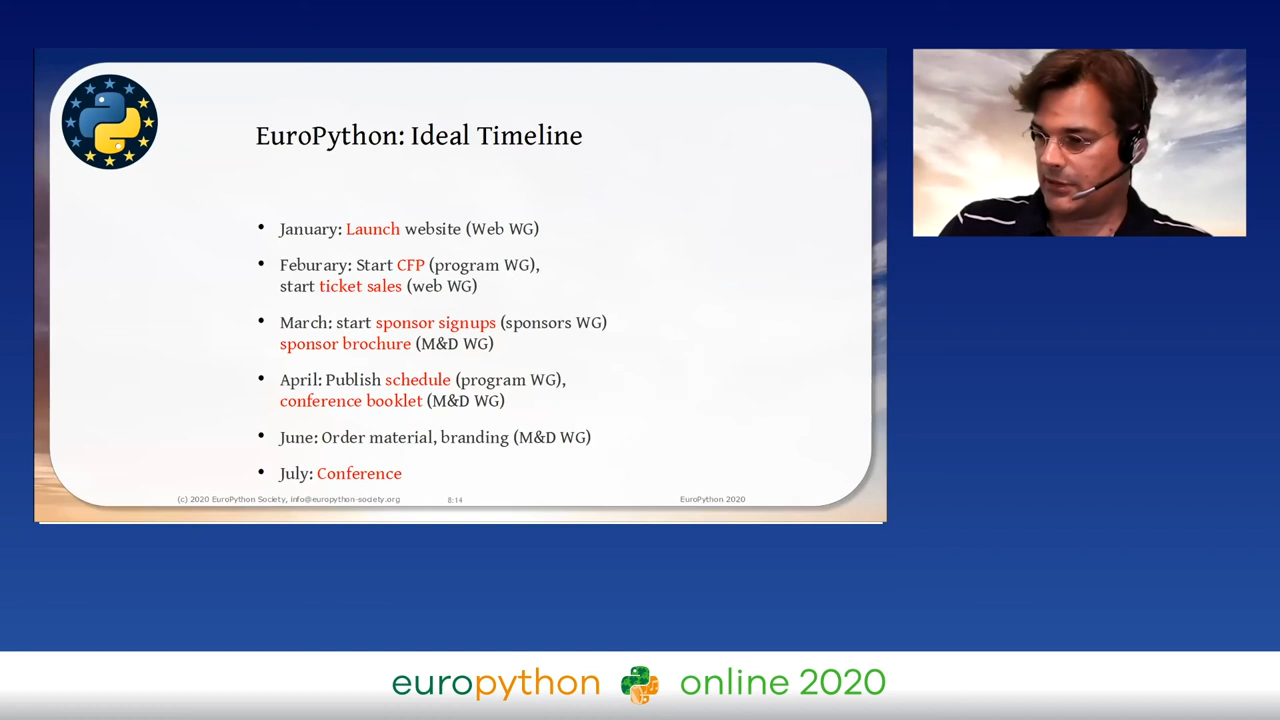 EuroPython: Ideal Timeline
• January: Launch website (Web WG)
• Feburary: Start CFP (program WG),
start ticket sales (web WG)
• March: start sponsor signups (sponsors WG)
sponsor brochure (M&D WG)
• April: Publish schedule (program WG),
conference booklet (M&D WG)
• June: Order material, branding (M&D WG)
• July: Conference
(c) 2020 EuroPython Society, info@europython-society.org 8:14 EuroPython 2020
europython online 2020